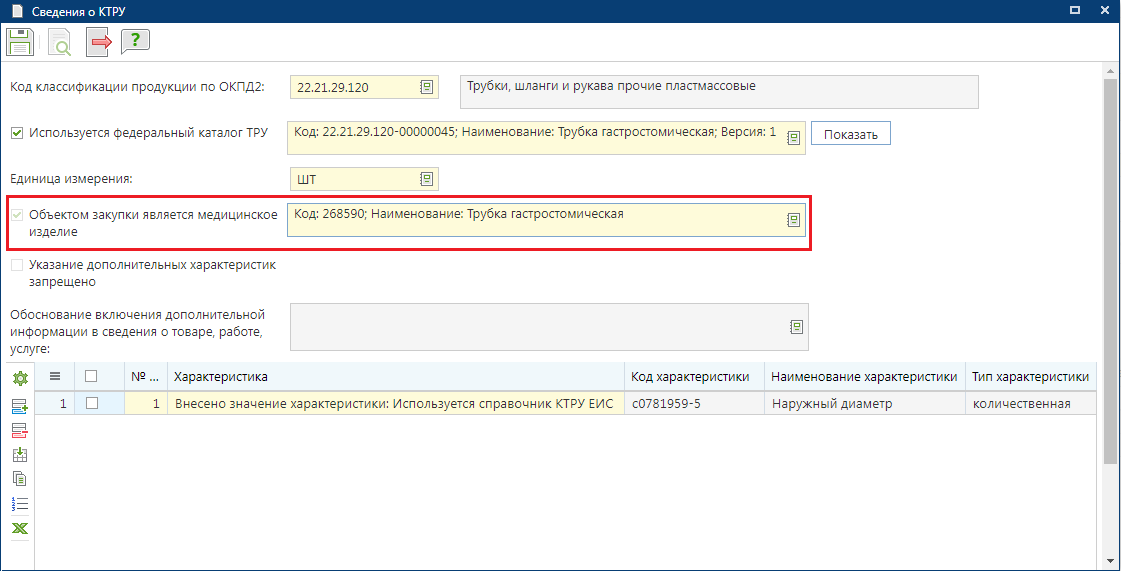 Сведения о КТРУ
?
Код классификации продукции по ОКПД2:
22.21.29.120
Трубки, шланги и рукава прочие пластмассовые
Используется федеральный каталог ТРУ
Код: 22.21.29.120-00000045; Наименование: Трубка гастростомическая; Версия: 1
Показать
Единица измерения:
ШТ
Объектом закупки является медицинское
изделие
Код: 268590; Наименование: Трубка гастростомическая
Указание дополнительных характеристик
запрещено
Обоснование включения дополнительной
информации в сведения о товаре, работе,
услуге:
№ ... Характеристика Код характеристики Наименование характеристики Тип характеристики
1 1 Внесено значение характеристики: Используется справочник КТРУ ЕИС c0781959-5 Наружный диаметр количественная